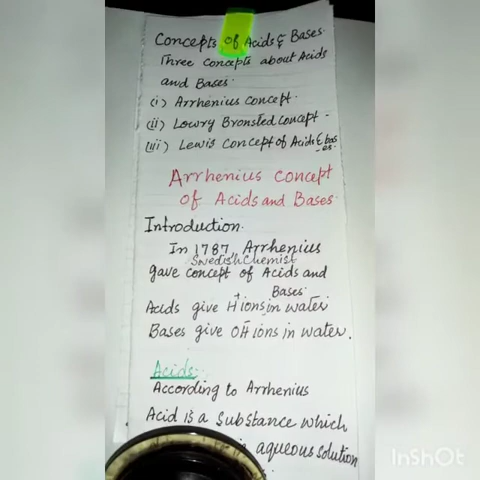 Concepts of Acids & Bases.
Three concepts about Acids
and Bases.
(i) Arrhenius concept.
(ii) Lowry Bronsted concept.
(iii) Lewis Concept of Acids & bases
Arrhenius concept
of Acids and Bases.
Introduction.
In 1787, Arrhenius
Swedish Chemist
gave concept of Acids and
Bases.
Acids give H+ ions in water
Bases give OH- ions in water.
Acids:
According to Arrhenius
Acid is a Substance which
aqueous solution
InShOt